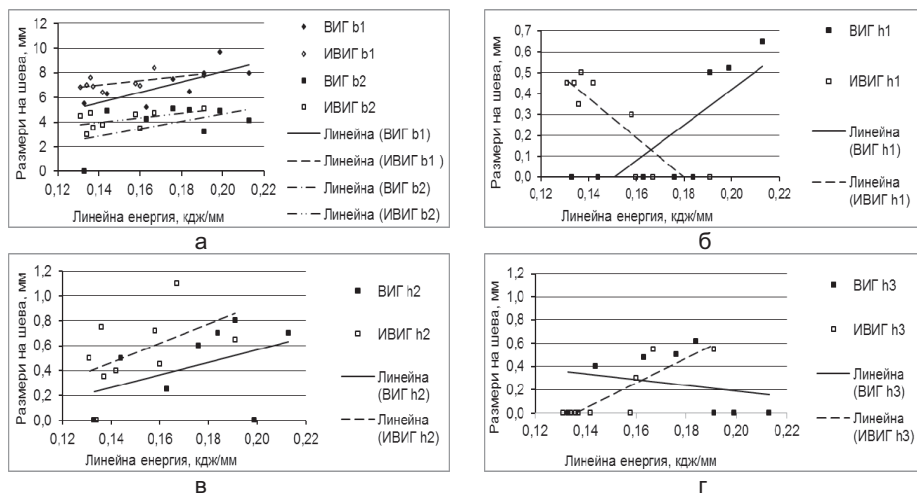 Размери на шева, мм
12
10
8
6
4
2
0
0,12 0,14 0,16 0,18 0,20 0,22
Линейна енергия, кдж/мм
ВИГ b1
ИВИГ b1
ВИГ b2
ИВИГ b2
Линейна (ВИГ b1)
Линейна (ИВИГ b1 )
Линейна (ВИГ b2)
Линейна (ИВИГ b2)
а
Размери на шева, мм
0,7
0,6
0,5
0,4
0,3
0,2
0,1
0,0
0,12 0,14 0,16 0,18 0,20 0,22
Линейна енергия, кдж/мм
ВИГ h1
ИВИГ h1
Линейна
(ВИГ h1)
Линейна
(ИВИГ h1)
б
Размери на шева, мм
1,2
1,0
0,8
0,6
0,4
0,2
0,0
0,12 0,14 0,16 0,18 0,20 0,22
Линейна енергия, кдж/мм
ВИГ h2
ИВИГ h2
Линейна
(ВИГ h2)
Линейна
(ИВИГ h2)
в
Размери на шева, мм
1,2
1,0
0,8
0,6
0,4
0,2
0,0
0,12 0,14 0,16 0,18 0,20 0,22
Линейна енергия, кдж/мм
ВИГ h3
ИВИГ h3
Линейна
(ВИГ h3)
Линейна
(ИВИГ h3)
г